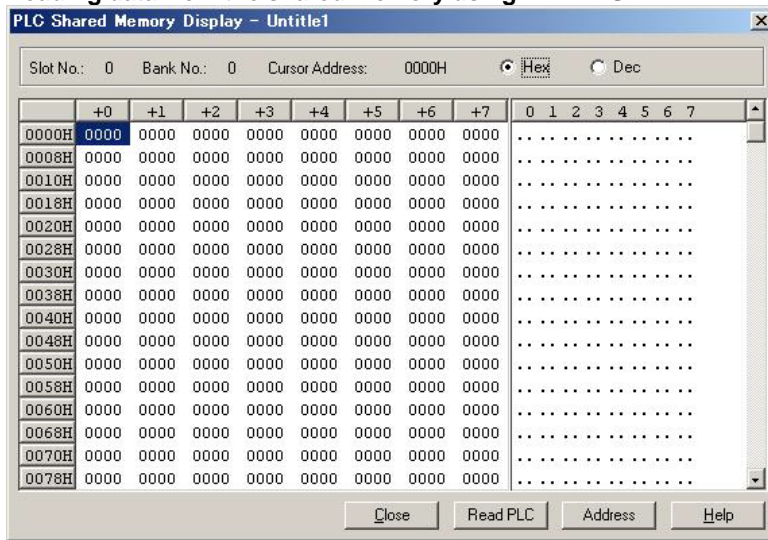 PLC Shared Memory Display - Untitle1
Slot No.: 0 Bank No.: 0 Cursor Address: 0000H Hex Dec
+0 +1 +2 +3 +4 +5 +6 +7 0 1 2 3 4 5 6 7
0000H 0000 0000 0000 0000 0000 0000 0000 0000 ................
0008H 0000 0000 0000 0000 0000 0000 0000 0000 ................
0010H 0000 0000 0000 0000 0000 0000 0000 0000 ................
0018H 0000 0000 0000 0000 0000 0000 0000 0000 ................
0020H 0000 0000 0000 0000 0000 0000 0000 0000 ................
0028H 0000 0000 0000 0000 0000 0000 0000 0000 ................
0030H 0000 0000 0000 0000 0000 0000 0000 0000 ................
0038H 0000 0000 0000 0000 0000 0000 0000 0000 ................
0040H 0000 0000 0000 0000 0000 0000 0000 0000 ................
0048H 0000 0000 0000 0000 0000 0000 0000 0000 ................
0050H 0000 0000 0000 0000 0000 0000 0000 0000 ................
0058H 0000 0000 0000 0000 0000 0000 0000 0000 ................
0060H 0000 0000 0000 0000 0000 0000 0000 0000 ................
0068H 0000 0000 0000 0000 0000 0000 0000 0000 ................
0070H 0000 0000 0000 0000 0000 0000 0000 0000 ................
0078H 0000 0000 0000 0000 0000 0000 0000 0000 ................
Close Read PLC Address Help